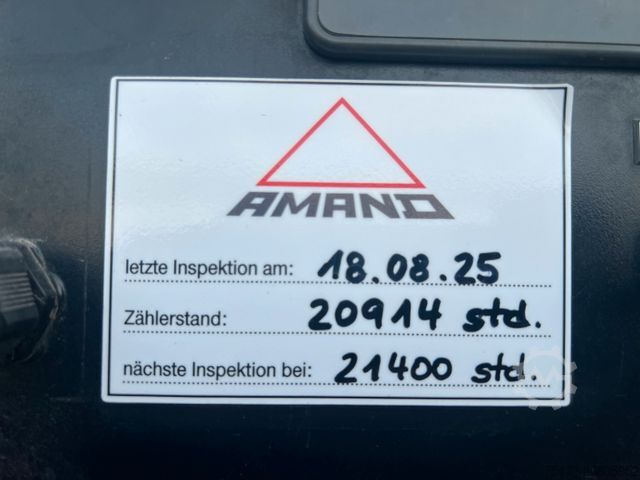 AMAND
letzte Inspektion am: 18.08.25
Zählerstand: 20914 std.
nächste Inspektion bei: 21400 std.